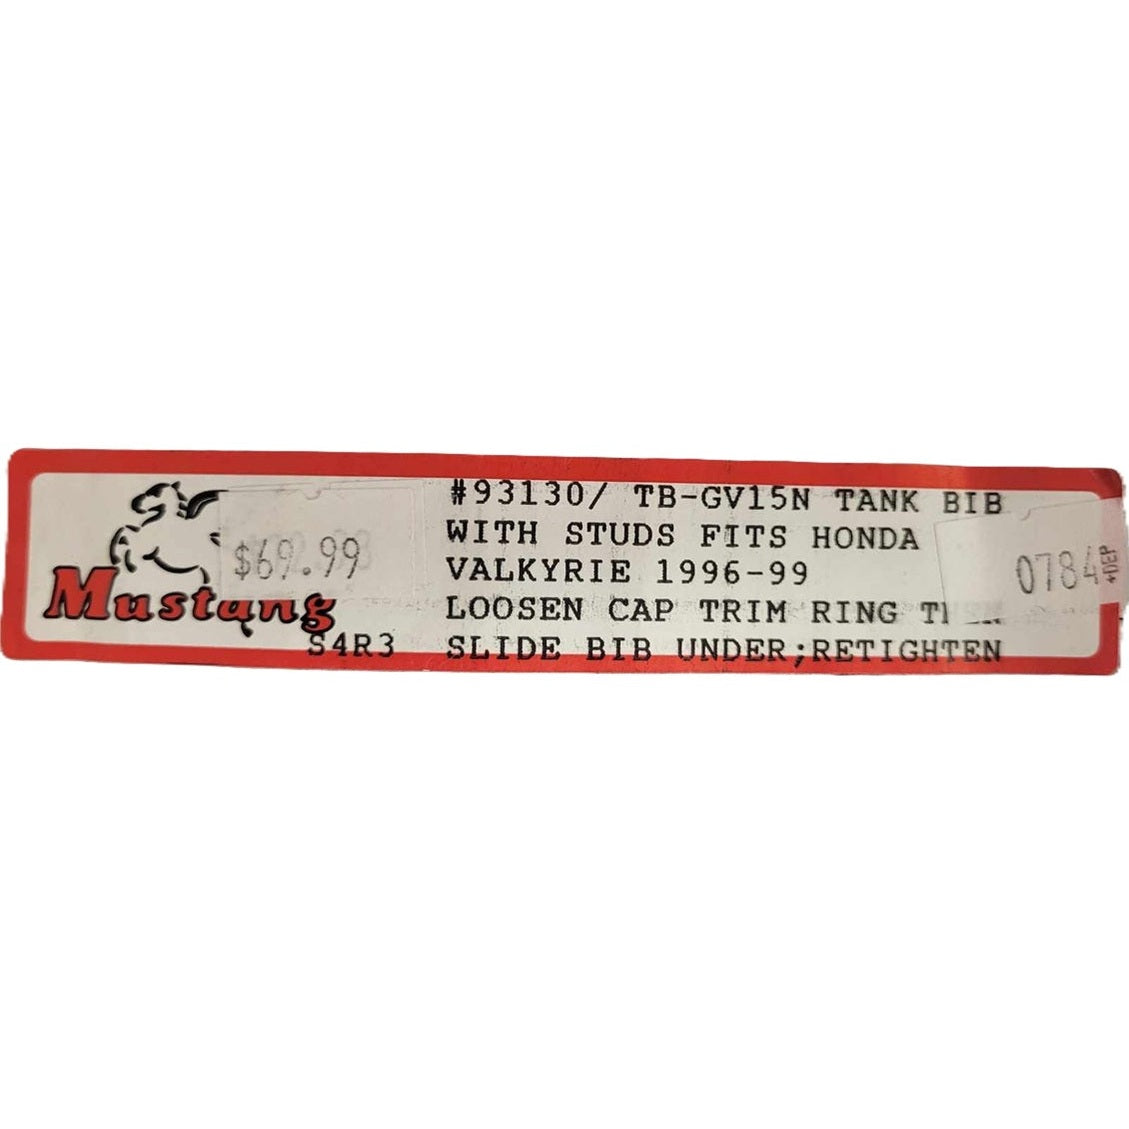 #93130/ TB-GV15N TANK BIB
WITH STUDS FITS HONDA
VALKYRIE 1996-99
LOOSEN CAP TRIM RING
SLIDE BIB UNDER;RETIGHTEN
Mustang
S4R3
$69.99
0784
+DEP